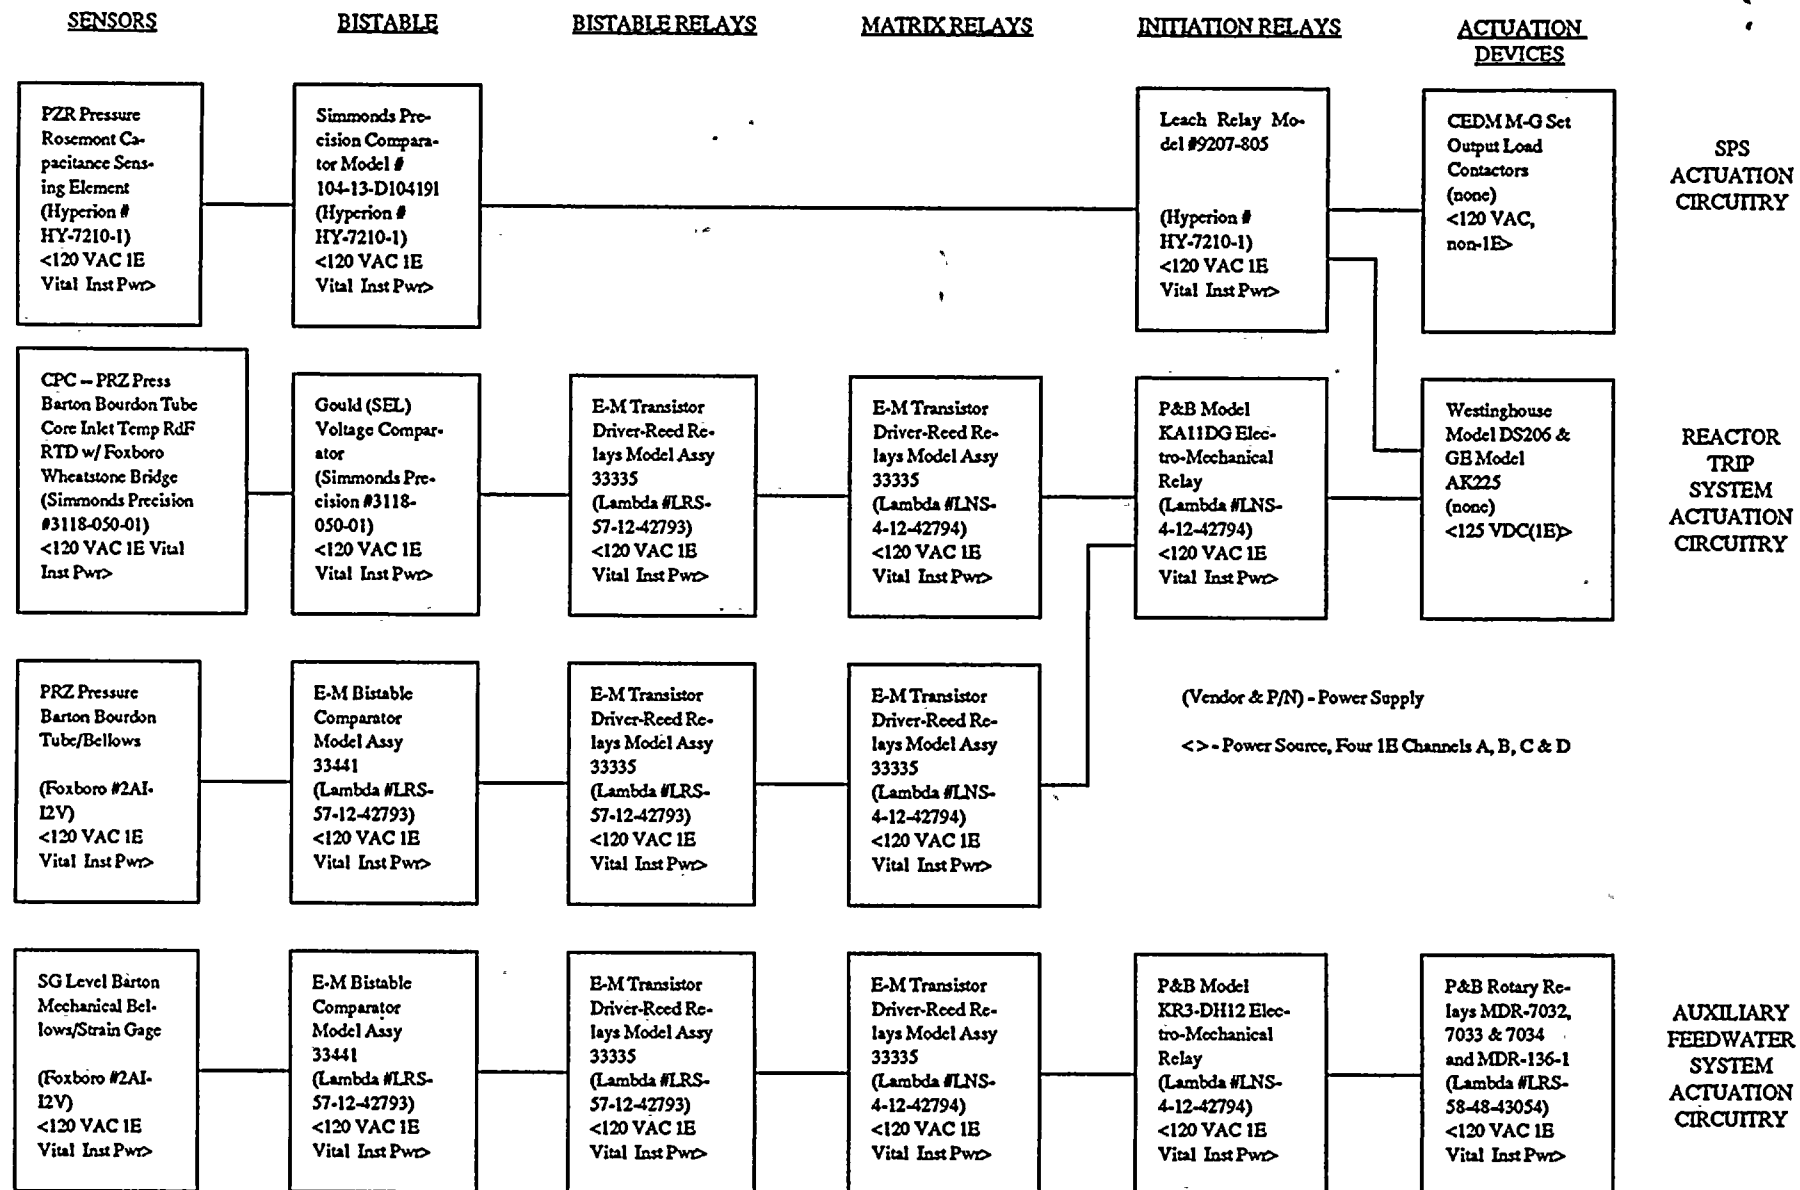 SENSORS
BISTABLE
BISTABLE RELAYS
MATRIX RELAYS
INITIATION RELAYS
ACTUATION
DEVICES
PZR Pressure
Rosemont Ca-
pacitance Sens-
ing Element
(Hyperion #
HY-7210-1)
<120 VAC 1E
Vital Inst Pwr>
Simmonds Pre-
cision Compara-
tor Model #
104-13-D104191
(Hyperion #
HY-7210-1)
<120 VAC 1E
Vital Inst Pwr>
Leach Relay Mo-
del #9207-805
(Hyperion #
HY-7210-1)
<120 VAC 1E
Vital Inst Pwr>
CEDM M-G Set
Output Load
Contactors
(none)
<120 VAC,
non-1E>
SPS
ACTUATION
CIRCUITRY
CPC -- PRZ Press
Barton Bourdon Tube
Core Inlet Temp RdF
RTD w/ Foxboro
Wheatstone Bridge
(Simmonds Precision
#3118-050-01)
<120 VAC 1E Vital
Inst Pwr>
Gould (SEL)
Voltage Compar-
ator
(Simmonds Pre-
cision #3118-
050-01)
<120 VAC 1E
Vital Inst Pwr>
E-M Transistor
Driver-Reed Re-
lays Model Assy
33335
(Lambda #LRS-
57-12-42793)
<120 VAC 1E
Vital Inst Pwr>
E-M Transistor
Driver-Reed Re-
lays Model Assy
33335
(Lambda #LNS-
4-12-42794)
<120 VAC 1E
Vital Inst Pwr>
P&B Model
KA11DG Elec-
tro-Mechanical
Relay
(Lambda #LNS-
4-12-42794)
<120 VAC 1E
Vital Inst Pwr>
Westinghouse
Model DS206 &
GE Model
AK225
(none)
<125 VDC(1E)>
REACTOR
TRIP
SYSTEM
ACTUATION
CIRCUITRY
PRZ Pressure
Barton Bourdon
Tube/Bellows
(Foxboro #2AI-
I2V)
<120 VAC 1E
Vital Inst Pwr>
E-M Bistable
Comparator
Model Assy
33441
(Lambda #LRS-
57-12-42793)
<120 VAC 1E
Vital Inst Pwr>
E-M Transistor
Driver-Reed Re-
lays Model Assy
33335
(Lambda #LRS-
57-12-42793)
<120 VAC 1E
Vital Inst Pwr>
E-M Transistor
Driver-Reed Re-
lays Model Assy
33335
(Lambda #LNS-
4-12-42794)
<120 VAC 1E
Vital Inst Pwr>
(Vendor & P/N) - Power Supply
<> - Power Source, Four 1E Channels A, B, C & D
SG Level Barton
Mechanical Bel-
lows/Strain Gage
(Foxboro #2AI-
I2V)
<120 VAC 1E
Vital Inst Pwr>
E-M Bistable
Comparator
Model Assy
33441
(Lambda #LRS-
57-12-42793)
<120 VAC 1E
Vital Inst Pwr>
E-M Transistor
Driver-Reed Re-
lays Model Assy
33335
(Lambda #LRS-
57-12-42793)
<120 VAC 1E
Vital Inst Pwr>
E-M Transistor
Driver-Reed Re-
lays Model Assy
33335
(Lambda #LNS-
4-12-42794)
<120 VAC 1E
Vital Inst Pwr>
P&B Model
KR3-DH12 Elec-
tro-Mechanical
Relay
(Lambda #LNS-
4-12-42794)
<120 VAC 1E
Vital Inst Pwr>
P&B Rotary Re-
lays MDR-7032,
7033 & 7034
and MDR-136-1
(Lambda #LRS-
58-48-43054)
<120 VAC 1E
Vital Inst Pwr>
AUXILIARY
FEEDWATER
SYSTEM
ACTUATION
CIRCUITRY